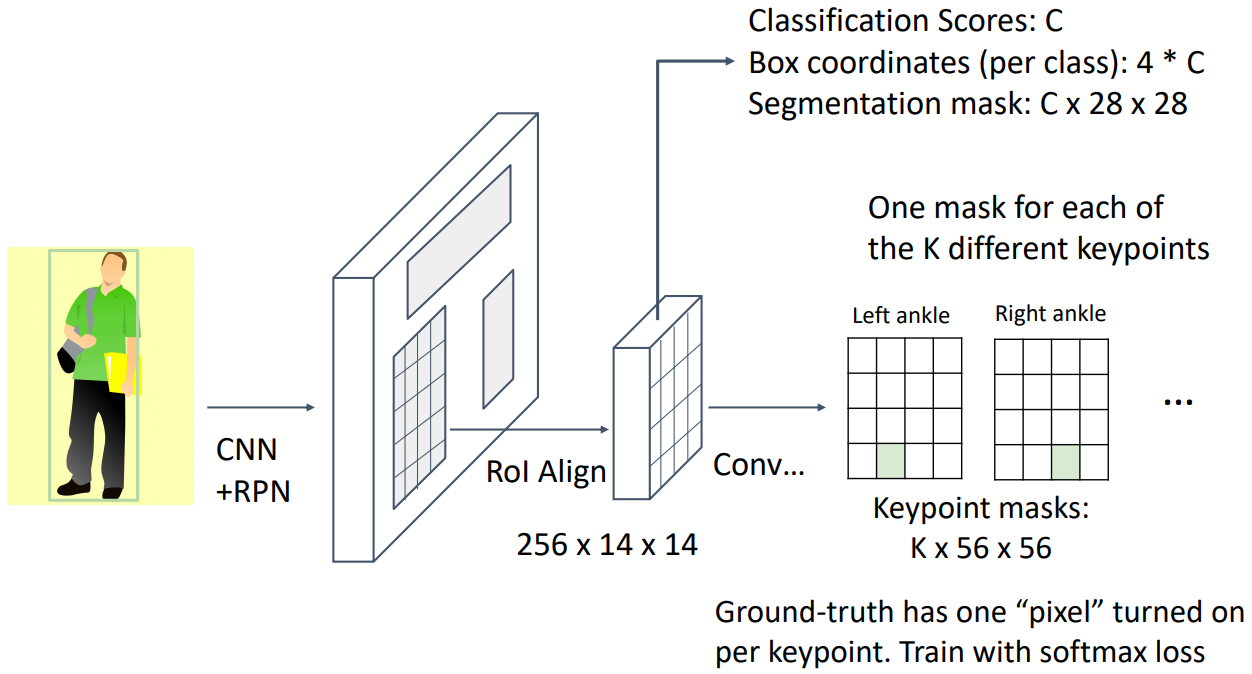 Classification Scores: C
Box coordinates (per class): 4 * C
Segmentation mask: C x 28 x 28
One mask for each of
the K different keypoints
Left ankle
Right ankle
...
CNN
+RPN
RoI Align
Conv...
256 x 14 x 14
Keypoint masks:
K x 56 x 56
Ground-truth has one “pixel” turned on
per keypoint. Train with softmax loss